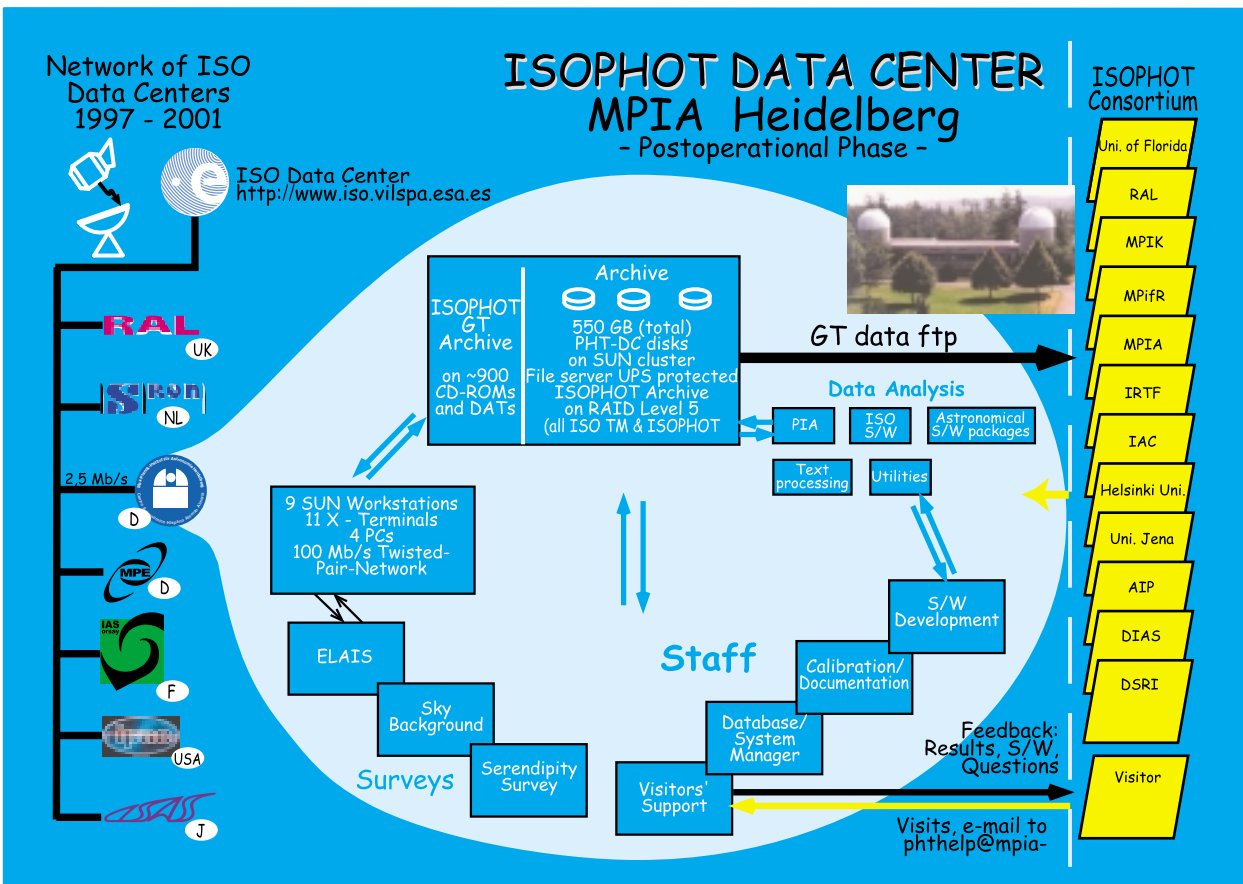 Network of ISO
Data Centers
1997 - 2001
ISO Data Center
http://www.iso.vilspa.esa.es
ISOPHOT DATA CENTER
MPIA Heidelberg
– Postoperational Phase –
ISOPHOT
Consortium
RAL
UK
SRON
NL
2,5 Mb/s
D
MPE
D
IAS
orsay
F
ipac
USA
ISAS
J
ISOPHOT
GT
Archive
on ~900
CD-ROMs
and DATs
Archive
550 GB (total)
PHT-DC disks
on SUN cluster
File server UPS protected
ISOPHOT Archive
on RAID Level 5
(all ISO TM & ISOPHOT
GT data ftp
Data Analysis
PIA
ISO
S/W
Astronomical
S/W packages
Text
processing
Utilities
9 SUN Workstations
11 X - Terminals
4 PCs
100 Mb/s Twisted-
Pair-Network
ELAIS
Sky
Background
Serendipity
Survey
Surveys
Staff
S/W
Development
Calibration/
Documentation
Database/
System
Manager
Visitors'
Support
Feedback:
Results, S/W,
Questions
Visits, e-mail to
phthelp@mpia-
Uni. of Florida
RAL
MPIK
MPifR
MPIA
IRTF
IAC
Helsinki Uni.
Uni. Jena
AIP
DIAS
DSRI
Visitor